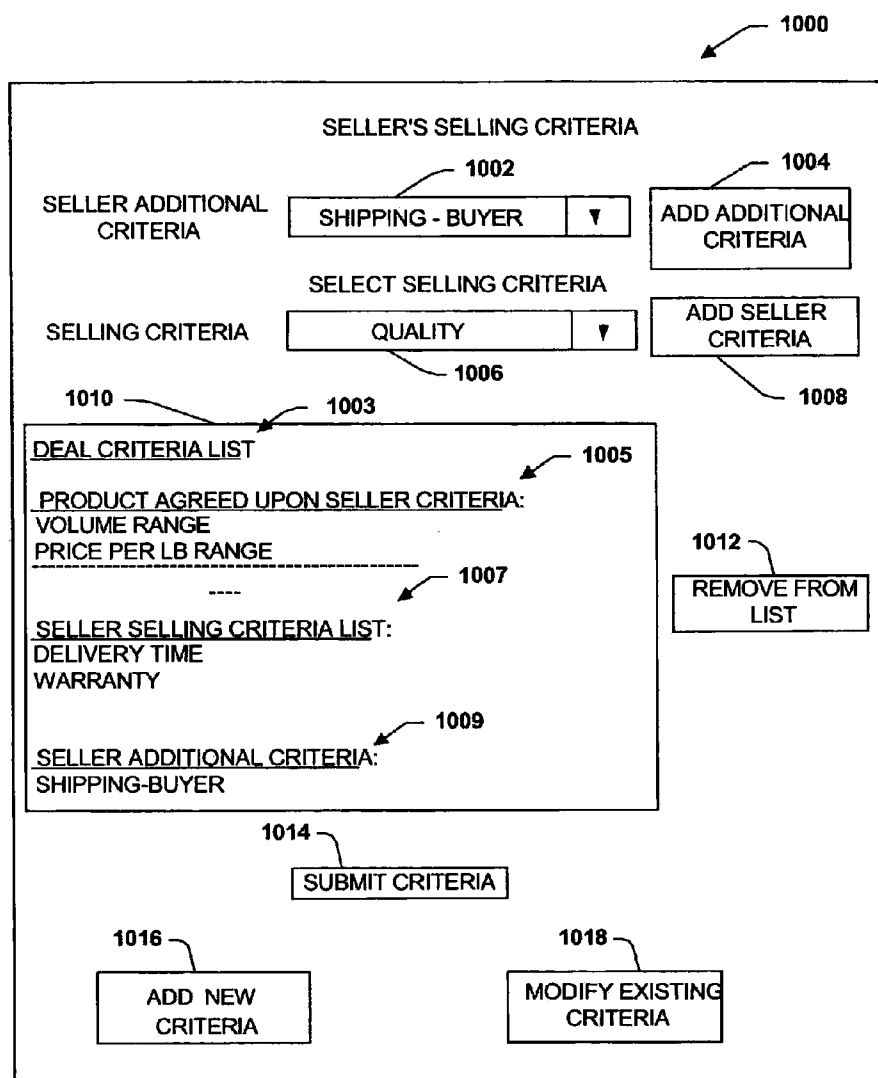 1000
SELLER'S SELLING CRITERIA
1002
1004
SELLER ADDITIONAL
CRITERIA
SHIPPING - BUYER
ADD ADDITIONAL
CRITERIA
SELECT SELLING CRITERIA
SELLING CRITERIA
QUALITY
ADD SELLER
CRITERIA
1006
1008
1010
1003
DEAL CRITERIA LIST
1005
PRODUCT AGREED UPON SELLER CRITERIA:
VOLUME RANGE
PRICE PER LB RANGE
1012
REMOVE FROM
LIST
1007
SELLER SELLING CRITERIA LIST:
DELIVERY TIME
WARRANTY
1009
SELLER ADDITIONAL CRITERIA:
SHIPPING-BUYER
1014
SUBMIT CRITERIA
1016
1018
ADD NEW
CRITERIA
MODIFY EXISTING
CRITERIA